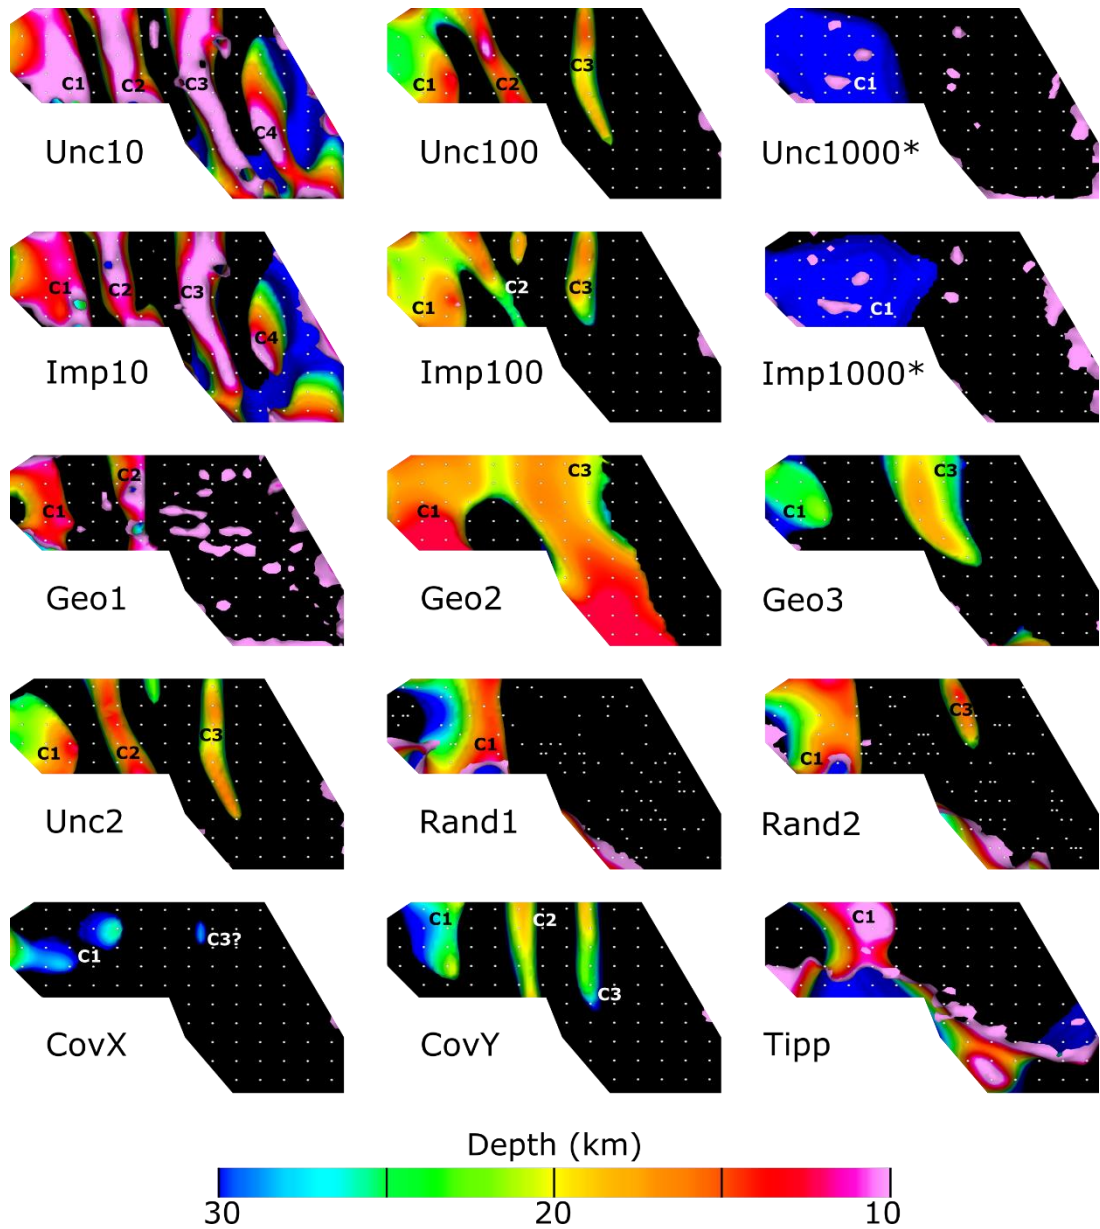 C1 C2 C3 C4
Unc10
C1 C2 C3
Unc100
C1
Unc1000*
C1 C2 C3 C4
Imp10
C1 C2 C3
Imp100
C1
Imp1000*
C1 C2
Geo1
C1 C3
Geo2
C1 C3
Geo3
C1 C2 C3
Unc2
C1
Rand1
C1 C3
Rand2
C1 C3?
CovX
C1 C2 C3
CovY
C1
Tipp
Depth (km)
30 20 10